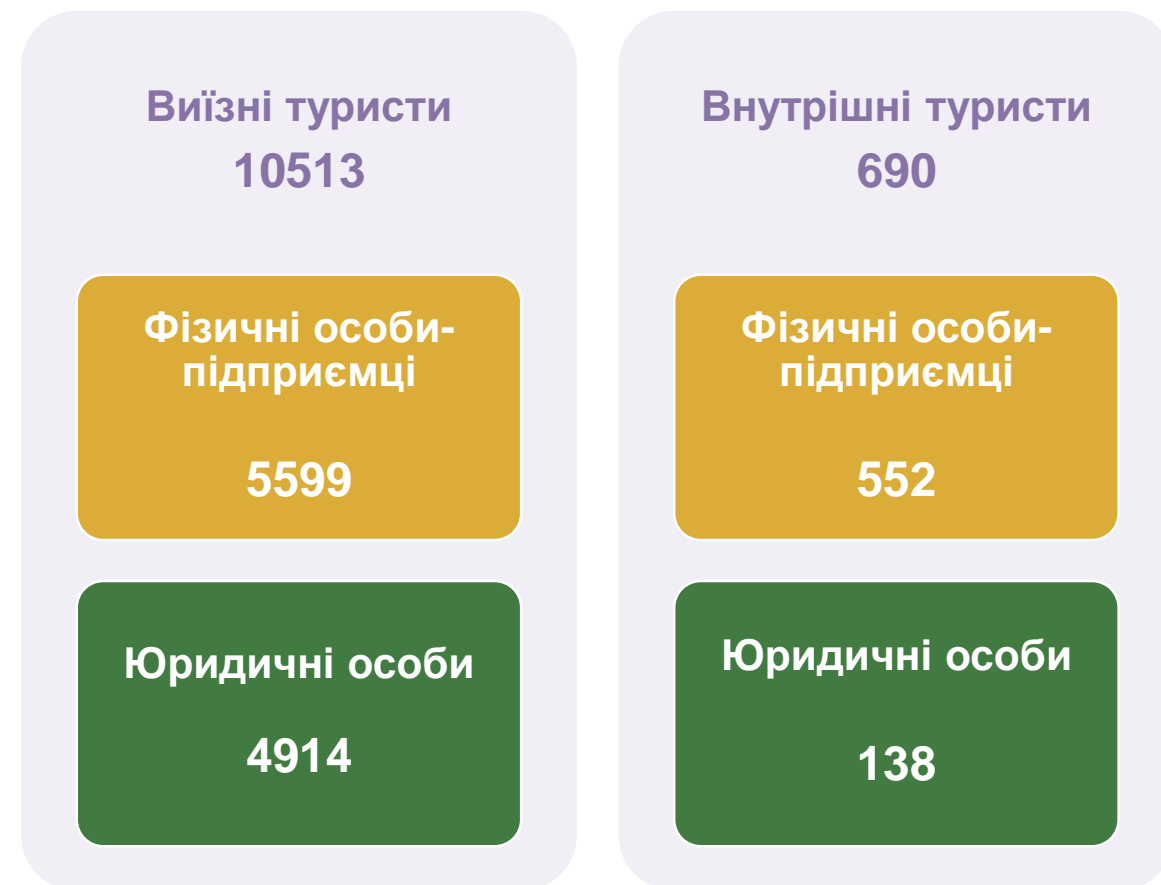 Виїзні туристи
10513
Фізичні особи-
підприємці
5599
Юридичні особи
4914
Внутрішні туристи
690
Фізичні особи-
підприємці
552
Юридичні особи
138